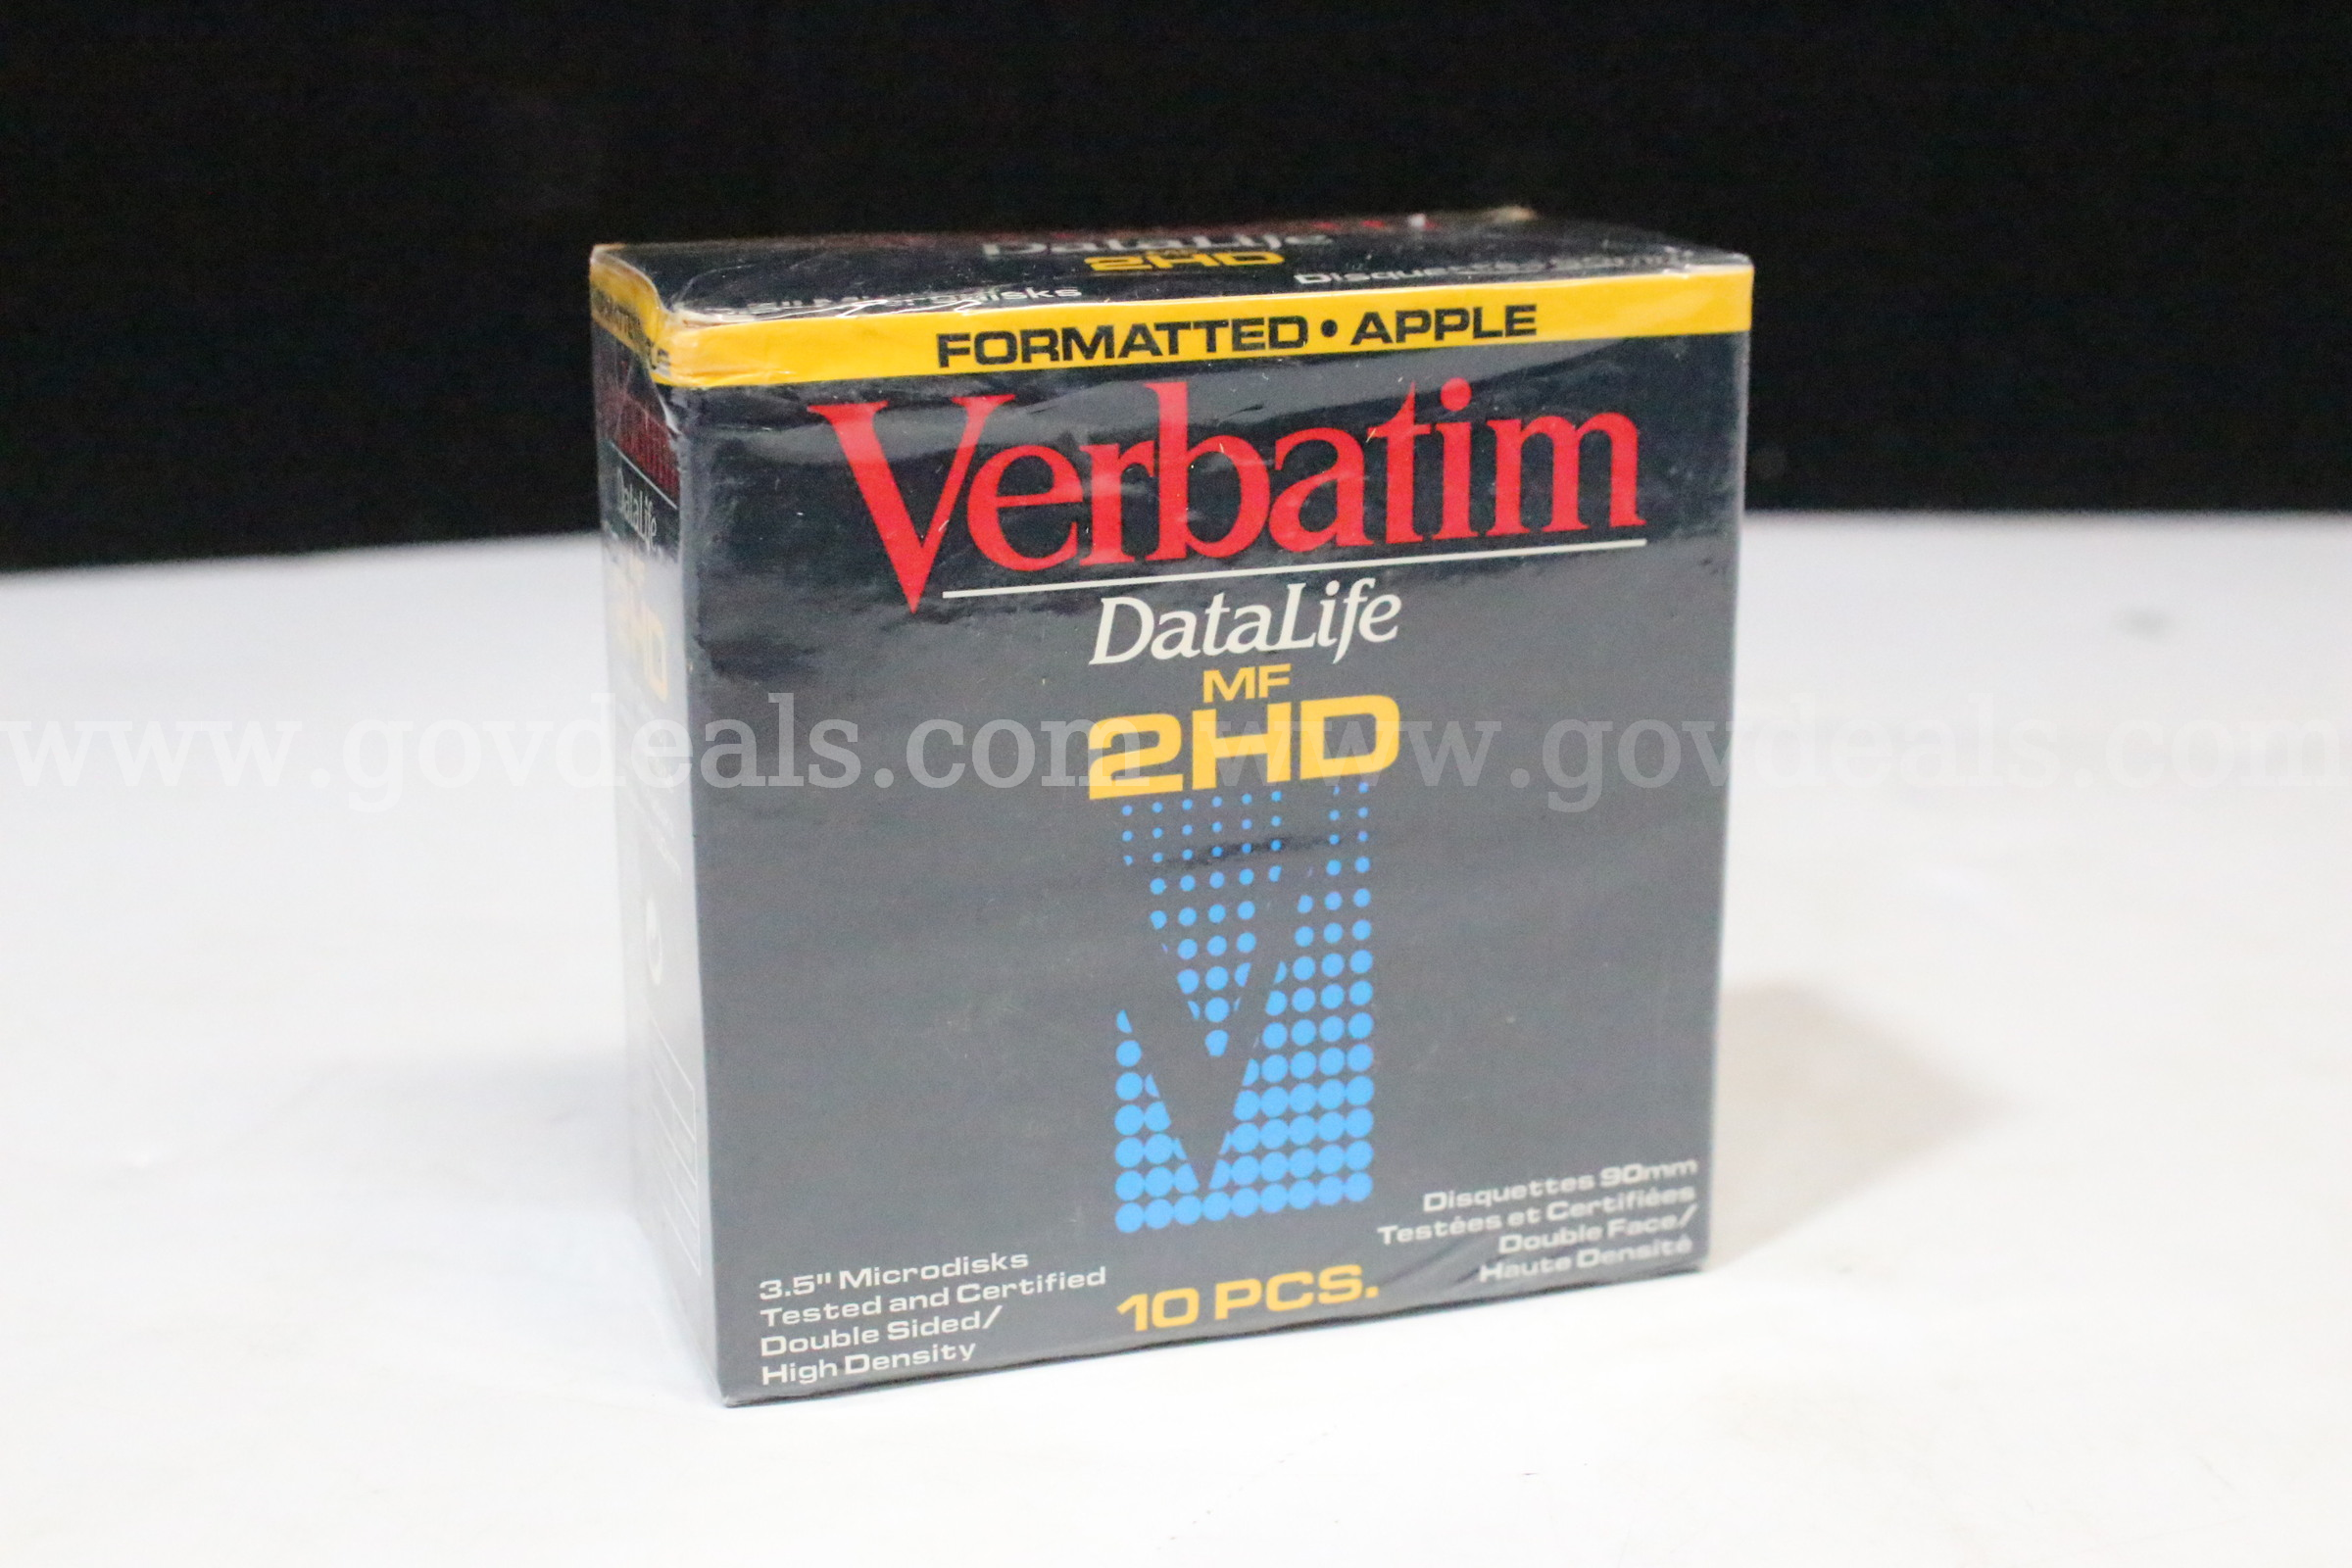 DataLife
2HD
FORMATTED • APPLE
Verbatim
DataLife
MF
2HD
DataLife
www.govdeals.com www.govdeals.com
3.5" Microdisks
Tested and Certified
Double Sided/
High Density
10 PCS.
Disquettes 90mm
Testées et Certifiées
Double Face/
Haute Densité